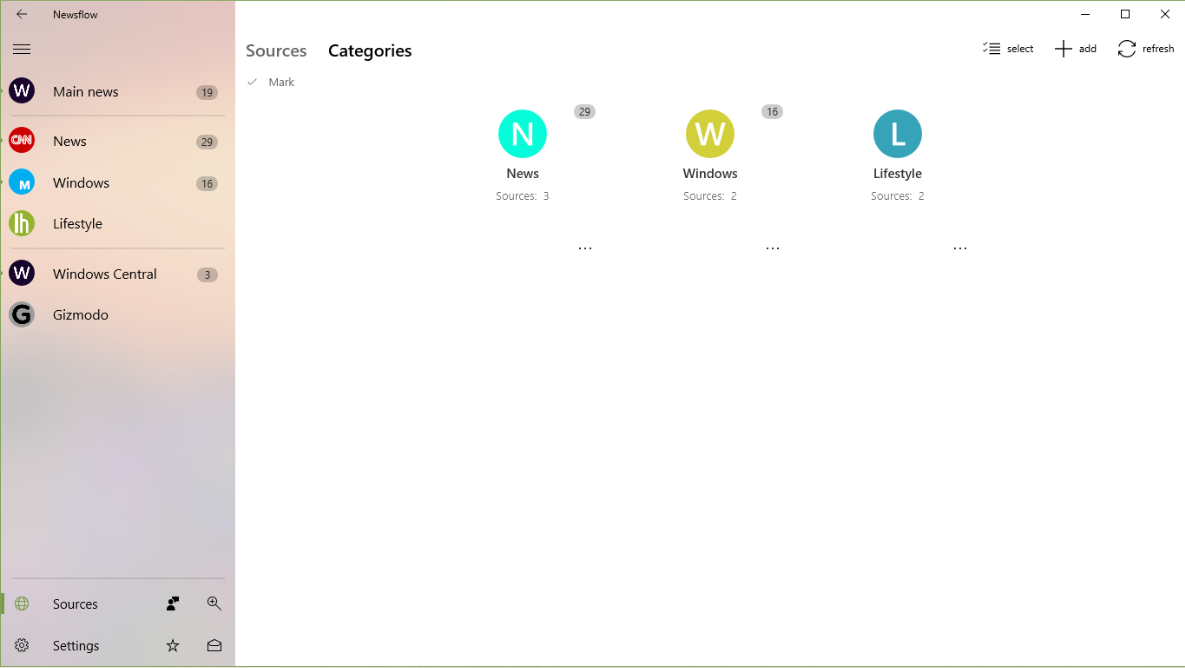 Newsflow
W Main news 19
CNN News 29
M Windows 16
lh Lifestyle
W Windows Central 3
G Gizmodo
Sources
Settings
Sources Categories
select add refresh
Mark
29 16
N W L
News Windows Lifestyle
Sources: 3 Sources: 2 Sources: 2
... ... ...